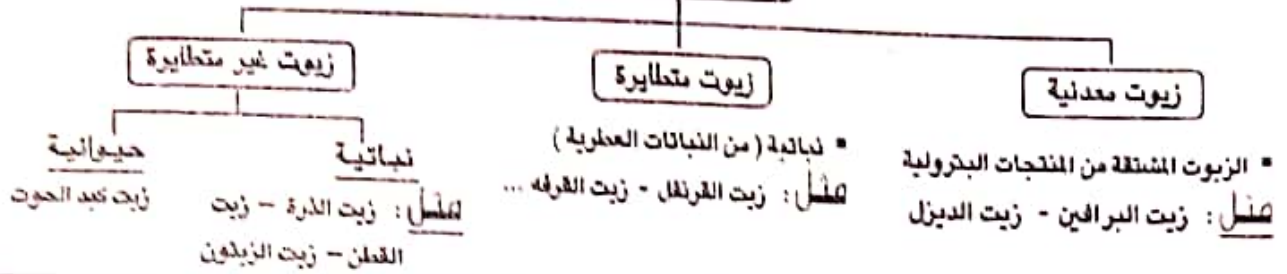 زيوت معدنية
▪ الزيوت المشتقة من المنتجات البترولية
مثل : زيت البرافين - زيت الديزل
زيوت متطايرة
▪ نباتية ( من النباتات العطرية )
مثل : زيت القرنفل - زيت القرفه ...
زيوت غير متطايرة
نباتية
مثل : زيت الذرة – زيت
القطن – زيت الزيتون
حيوانية
زيت كبد الحوت